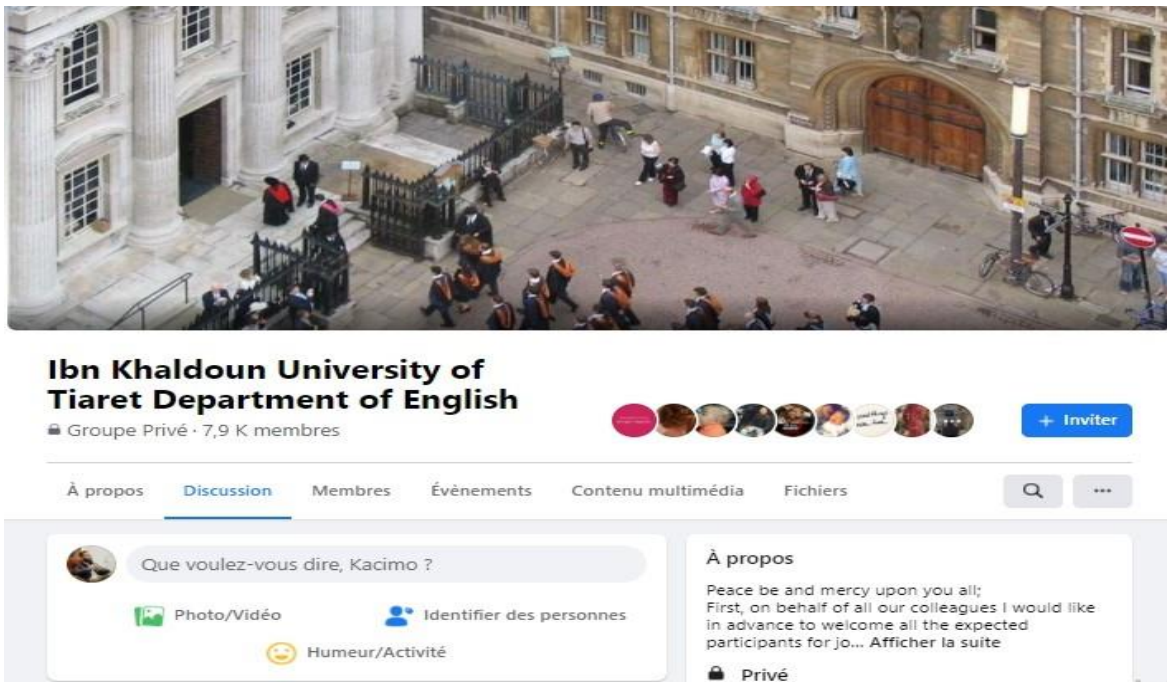 Ibn Khaldoun University of
Tiaret Department of English
Groupe Privé · 7,9 K membres
+ Inviter
À propos
Discussion
Membres
Évènements
Contenu multimédia
Fichiers
Que voulez-vous dire, Kacimo ?
Photo/Vidéo
Identifier des personnes
Humeur/Activité
À propos
Peace be and mercy upon you all;
First, on behalf of all our colleagues I would like
in advance to welcome all the expected
participants for jo... Afficher la suite
Privé